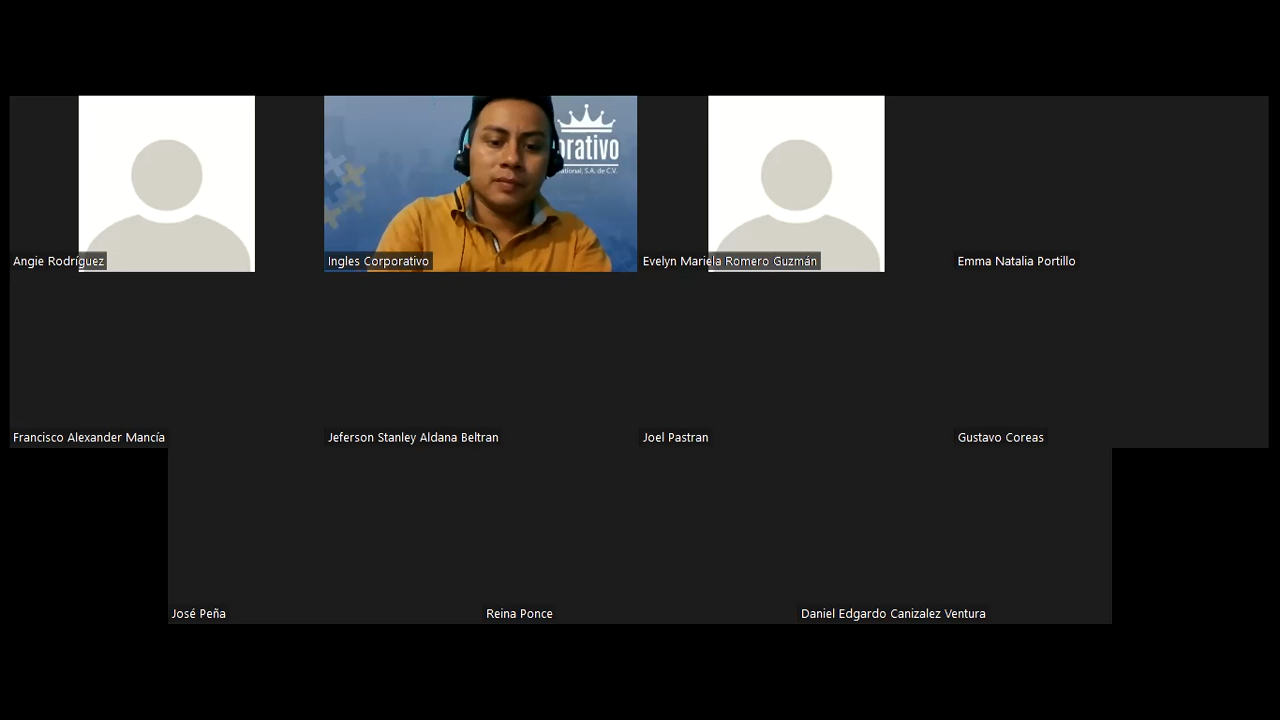 orativo
ational, S.A. de C.V.
Angie Rodríguez
Ingles Corporativo
Evelyn Mariela Romero Guzmán
Emma Natalia Portillo
Francisco Alexander Mancía
Jeferson Stanley Aldana Beltran
Joel Pastran
Gustavo Coreas
José Peña
Reina Ponce
Daniel Edgardo Canizalez Ventura